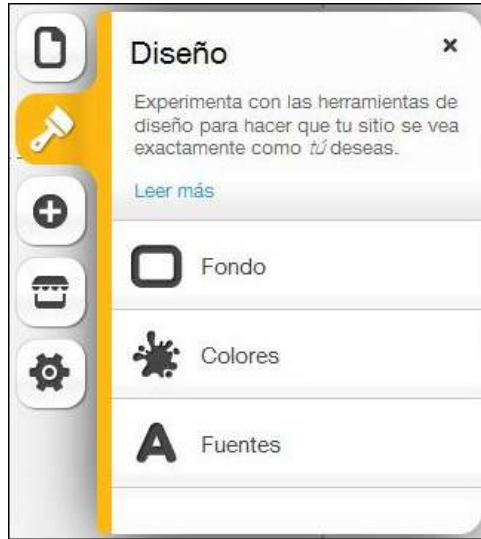 Diseño
Experimenta con las herramientas de
diseño para hacer que tu sitio se vea
exactamente como tú deseas.
Leer más
Fondo
Colores
Fuentes